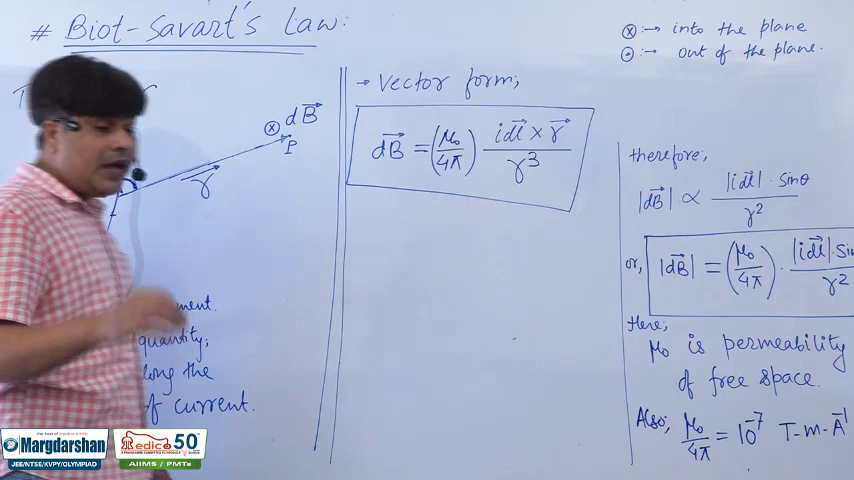 # Biot-Savart's Law:
ⓧ :→ into the plane
⊙ :→ out of the plane.
T
ⓧ dB⃗
P
r⃗
ment.
quantity;
long the
of current.
→ Vector form;
dB⃗ = (μ₀/4π) idl⃗ × r⃗ / r³
therefore,
|dB⃗| ∝ |idl⃗| · sinθ / r²
or, |dB⃗| = (μ₀/4π) · |idl⃗| · Sin / r²
Here;
μ₀ is permeability
of free space.
Also; μ₀/4π = 10⁻⁷ T-m-A⁻¹
Margdarshan
JEE/NTSE/KVPY/OLYMPIAD
Medico 50
AIIMS / PMTs